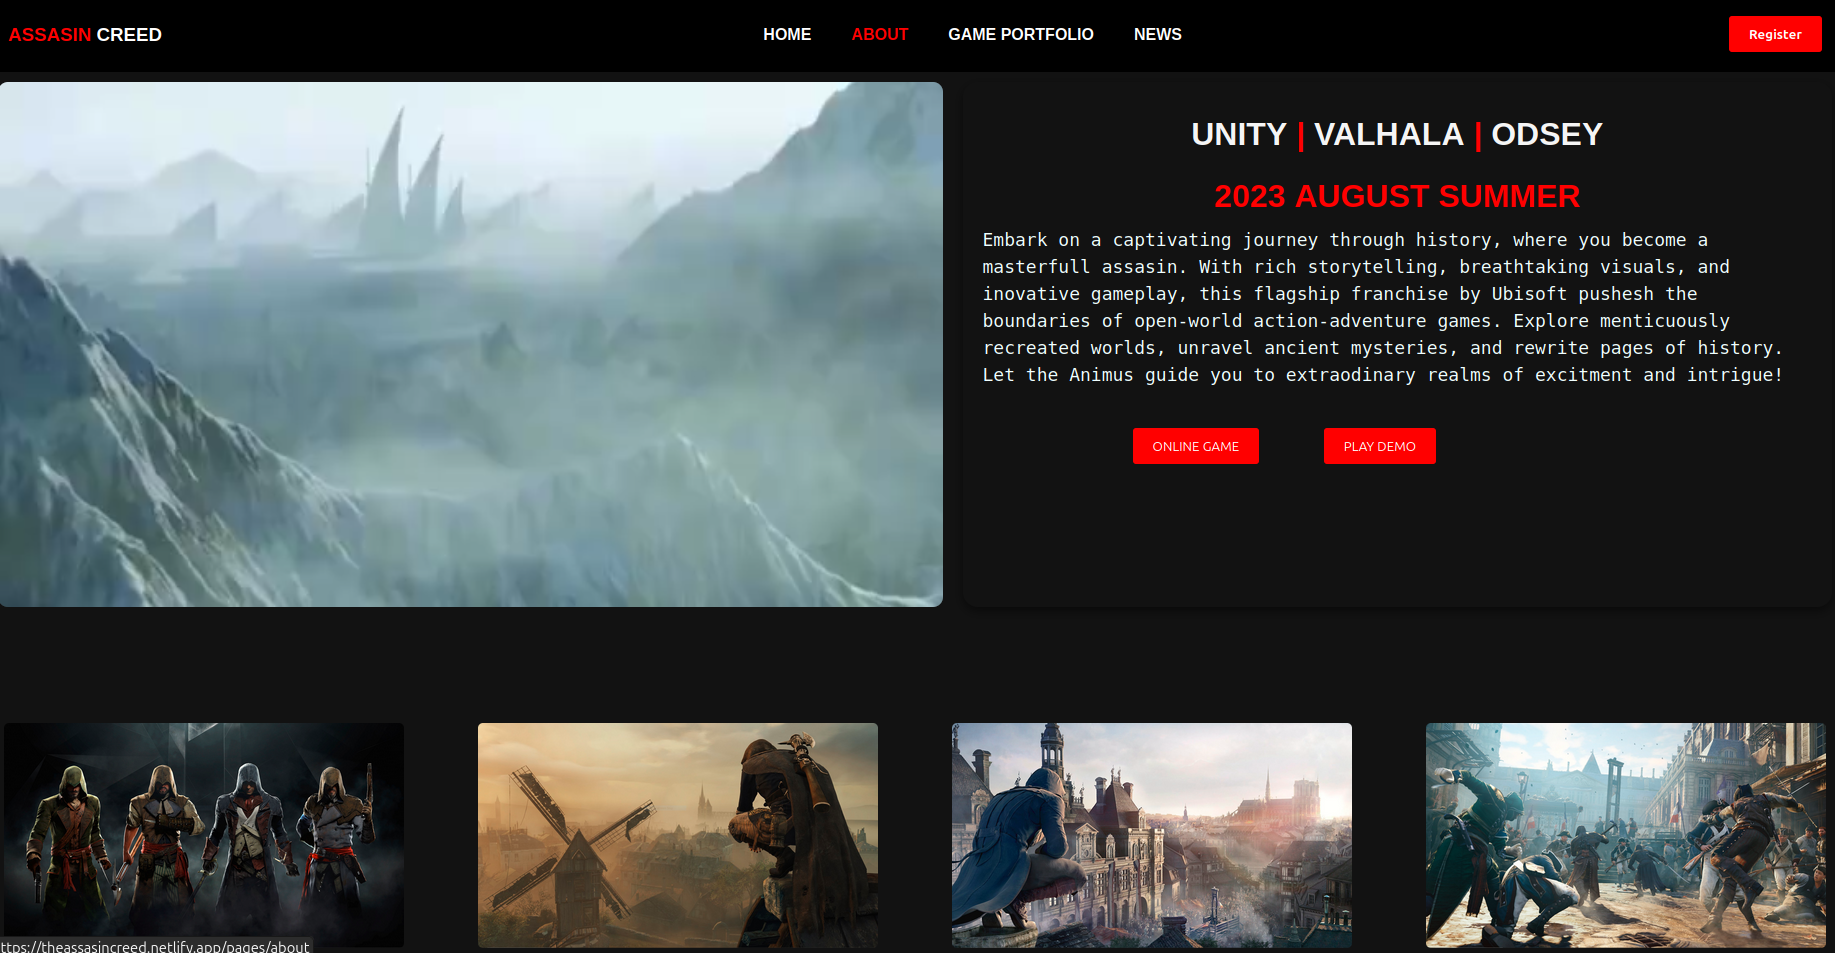 ASSASIN CREED
HOME ABOUT GAME PORTFOLIO NEWS
Register
UNITY | VALHALA | ODSEY
2023 AUGUST SUMMER
Embark on a captivating journey through history, where you become a
masterfull assasin. With rich storytelling, breathtaking visuals, and
inovative gameplay, this flagship franchise by Ubisoft pushesh the
boundaries of open-world action-adventure games. Explore menticuously
recreated worlds, unravel ancient mysteries, and rewrite pages of history.
Let the Animus guide you to extraodinary realms of excitment and intrigue!
ONLINE GAME
PLAY DEMO
ttps://theassasincreed.netlify.app/pages/about